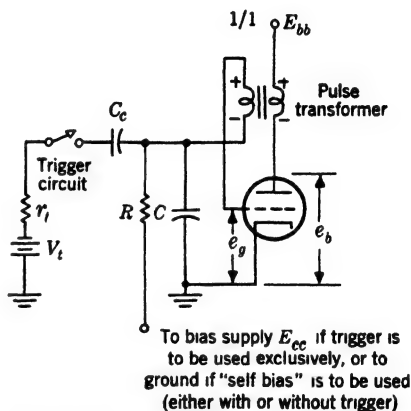 1/1
E_bb
+
+
Pulse
transformer
-
-
C_c
Trigger
circuit
r_t
V_t
R
C
e_g
e_b
To bias supply E_cc if trigger is
to be used exclusively, or to
ground if "self bias" is to be used
(either with or without trigger)